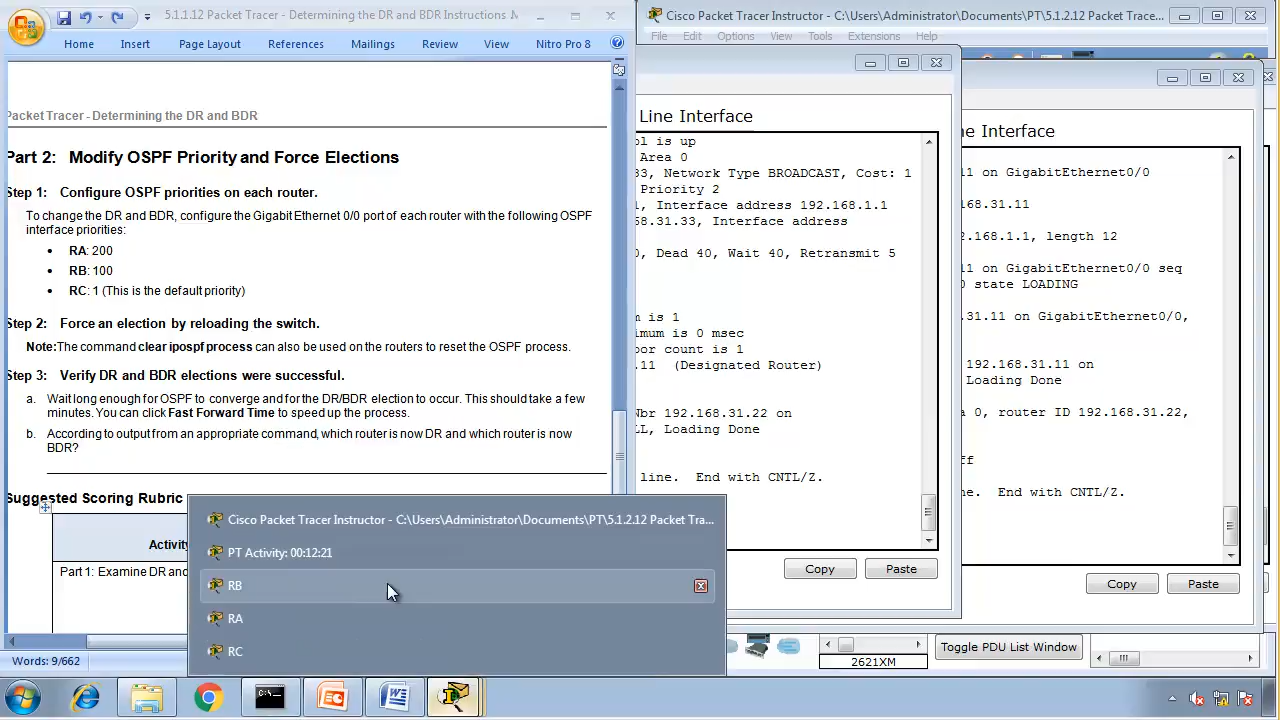 5.1.1.12 Packet Tracer - Determining the DR and BDR Instructions .M
Home Insert Page Layout References Mailings Review View Nitro Pro 8
Packet Tracer - Determining the DR and BDR
Part 2: Modify OSPF Priority and Force Elections
Step 1: Configure OSPF priorities on each router.
To change the DR and BDR, configure the Gigabit Ethernet 0/0 port of each router with the following OSPF
interface priorities:
• RA: 200
• RB: 100
• RC: 1 (This is the default priority)
Step 2: Force an election by reloading the switch.
Note:The command clear ipospf process can also be used on the routers to reset the OSPF process.
Step 3: Verify DR and BDR elections were successful.
a. Wait long enough for OSPF to converge and for the DR/BDR election to occur. This should take a few
minutes. You can click Fast Forward Time to speed up the process.
b. According to output from an appropriate command, which router is now DR and which router is now
BDR?
Suggested Scoring Rubric
Activ
Part 1: Examine DR and
Words: 9/662
Cisco Packet Tracer Instructor - C:\Users\Administrator\Documents\PT\5.1.2.12 Packet Tra...
PT Activity: 00:12:21
RB
RA
RC
Cisco Packet Tracer Instructor - C:\Users\Administrator\Documents\PT\5.1.2.12 Packet Trace...
File Edit Options View Tools Extensions Help
Line Interface
ol is up
Area 0
33, Network Type BROADCAST, Cost: 1
Priority 2
1, Interface address 192.168.1.1
68.31.33, Interface address
0, Dead 40, Wait 40, Retransmit 5
m is 1
imum is 0 msec
bor count is 1
.11 (Designated Router)
Nbr 192.168.31.22 on
LL, Loading Done
line. End with CNTL/Z.
Copy Paste
ne Interface
11 on GigabitEthernet0/0
68.31.11
2.168.1.1, length 12
11 on GigabitEthernet0/0 seq
0 state LOADING
31.11 on GigabitEthernet0/0,
192.168.31.11 on
Loading Done
a 0, router ID 192.168.31.22,
ff
ne. End with CNTL/Z.
Copy Paste
2621XM
Toggle PDU List Window